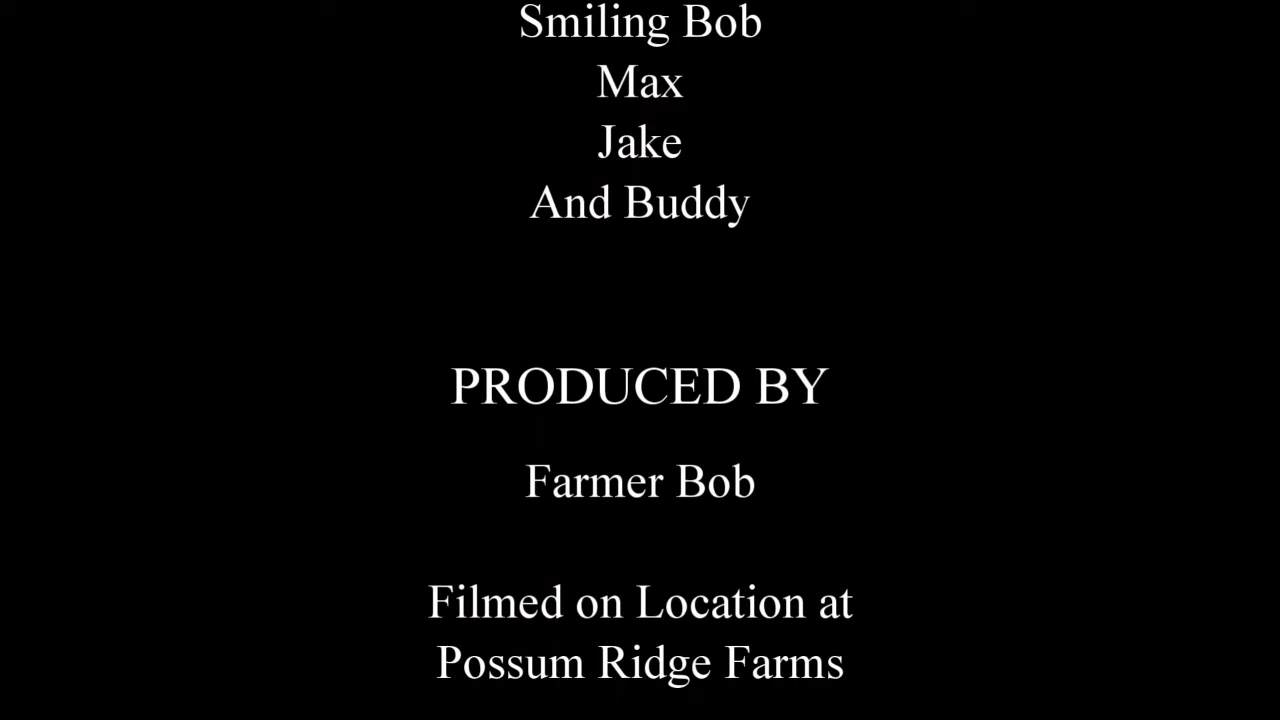 Smiling Bob
Max
Jake
And Buddy
PRODUCED BY
Farmer Bob
Filmed on Location at
Possum Ridge Farms